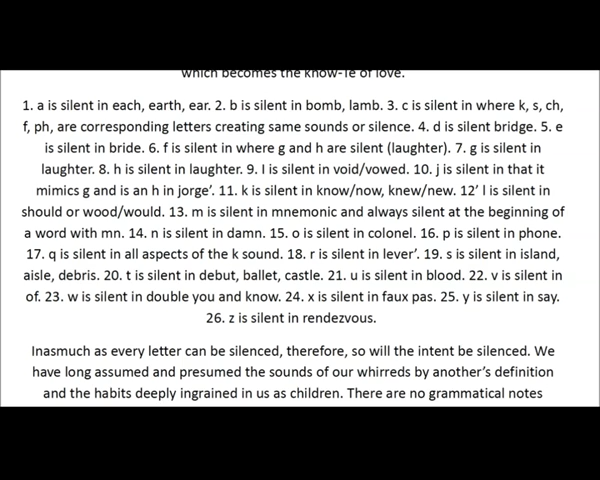 which becomes the know-le of love.
1. a is silent in each, earth, ear. 2. b is silent in bomb, lamb. 3. c is silent in where k, s, ch,
f, ph, are corresponding letters creating same sounds or silence. 4. d is silent bridge. 5. e
is silent in bride. 6. f is silent in where g and h are silent (laughter). 7. g is silent in
laughter. 8. h is silent in laughter. 9. I is silent in void/vowed. 10. j is silent in that it
mimics g and is an h in jorge’. 11. k is silent in know/now, knew/new. 12’ l is silent in
should or wood/would. 13. m is silent in mnemonic and always silent at the beginning of
a word with mn. 14. n is silent in damn. 15. o is silent in colonel. 16. p is silent in phone.
17. q is silent in all aspects of the k sound. 18. r is silent in lever’. 19. s is silent in island,
aisle, debris. 20. t is silent in debut, ballet, castle. 21. u is silent in blood. 22. v is silent in
of. 23. w is silent in double you and know. 24. x is silent in faux pas. 25. y is silent in say.
26. z is silent in rendezvous.
Inasmuch as every letter can be silenced, therefore, so will the intent be silenced. We
have long assumed and presumed the sounds of our whirreds by another’s definition
and the habits deeply ingrained in us as children. There are no grammatical notes